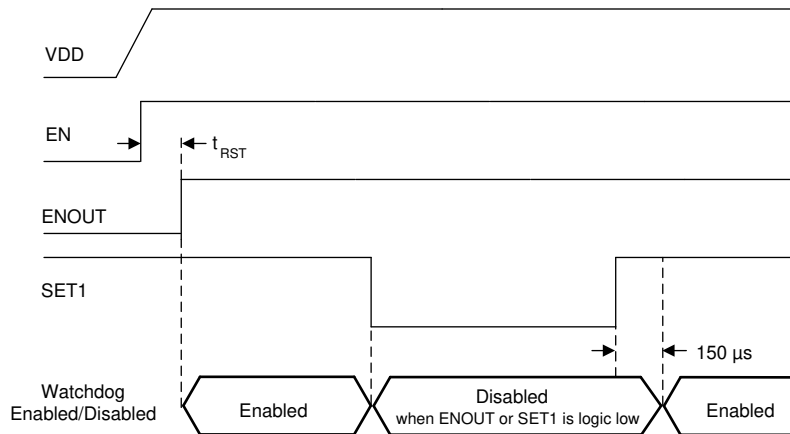 VDD
EN
tRST
ENOUT
SET1
150 µs
Watchdog
Enabled/Disabled
Enabled
Disabled
when ENOUT or SET1 is logic low
Enabled